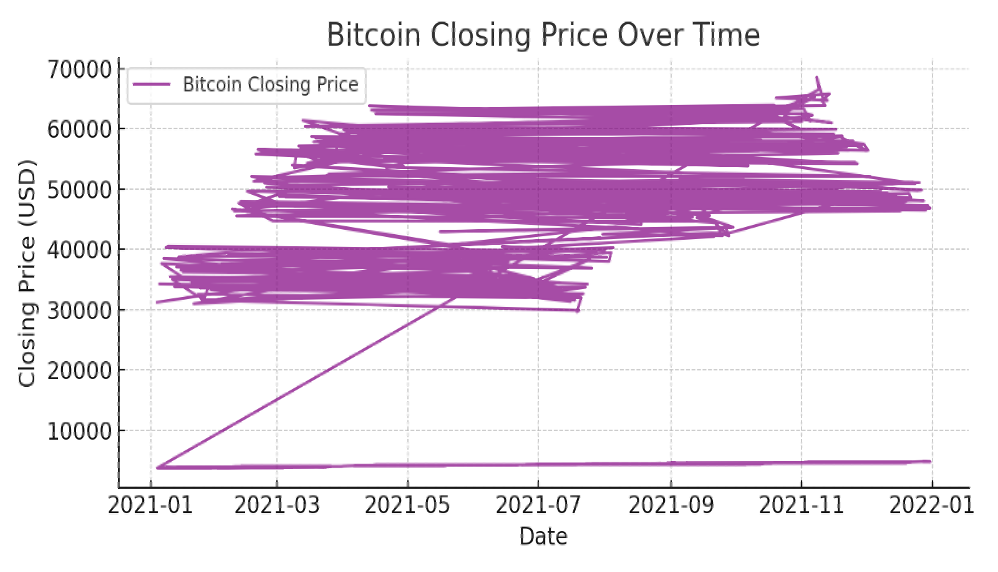 Bitcoin Closing Price Over Time
70000
Bitcoin Closing Price
60000
50000
40000
30000
20000
10000
Closing Price (USD)
2021-01 2021-03 2021-05 2021-07 2021-09 2021-11 2022-01
Date